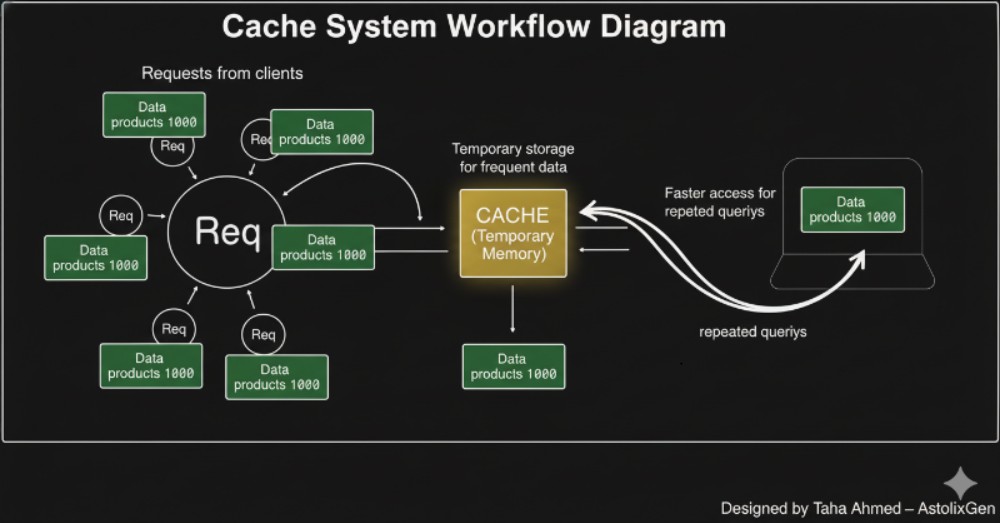 Cache System Workflow Diagram
Requests from clients
Data
products 1000
Req
Data
products 1000
Req
Req
Data
products 1000
Req
Data
products 1000
Req
Data
products 1000
Req
Data
products 1000
Temporary storage
for frequent data
CACHE
(Temporary
Memory)
Data
products 1000
Faster access for
repeted queriys
Data
products 1000
repeated queriys
Designed by Taha Ahmed – AstolixGen